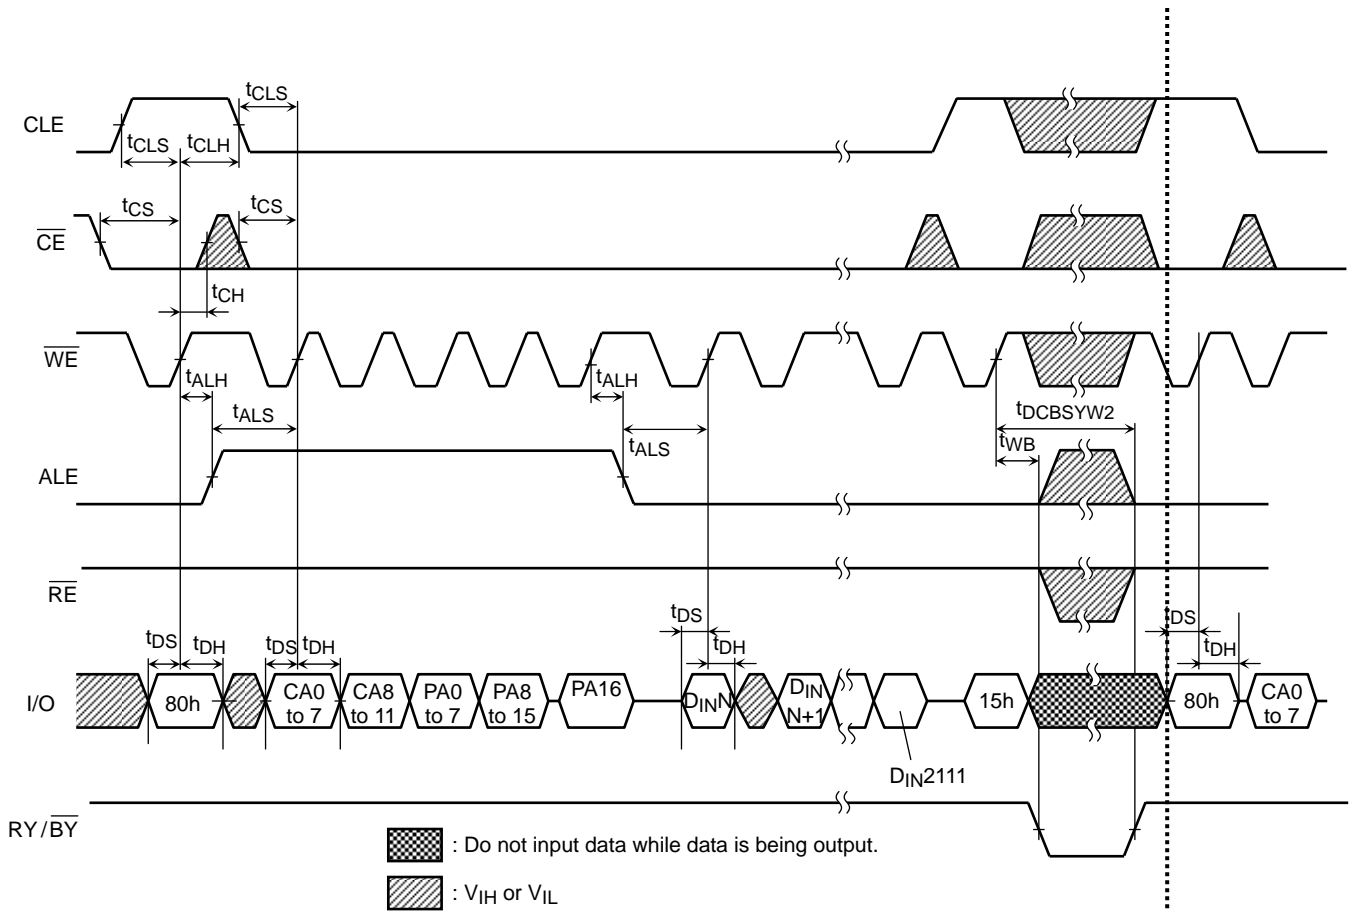 tCLS
CLE
tCLS tCLH
tCS tCS
CE
tCH
WE
tALH tALH
tALS tALS
tDCBSYW2
tWB
ALE
RE
tDS tDH tDS tDH tDS tDH DS tDH
I/O
80h
CA0
to 7
CA8
to 11
PA0
to 7
PA8
to 15
PA16
DINN
DIN
N+1
15h
80h
CA0
to 7
DIN2111
RY/BY
: Do not input data while data is being output.
: VIH or VIL